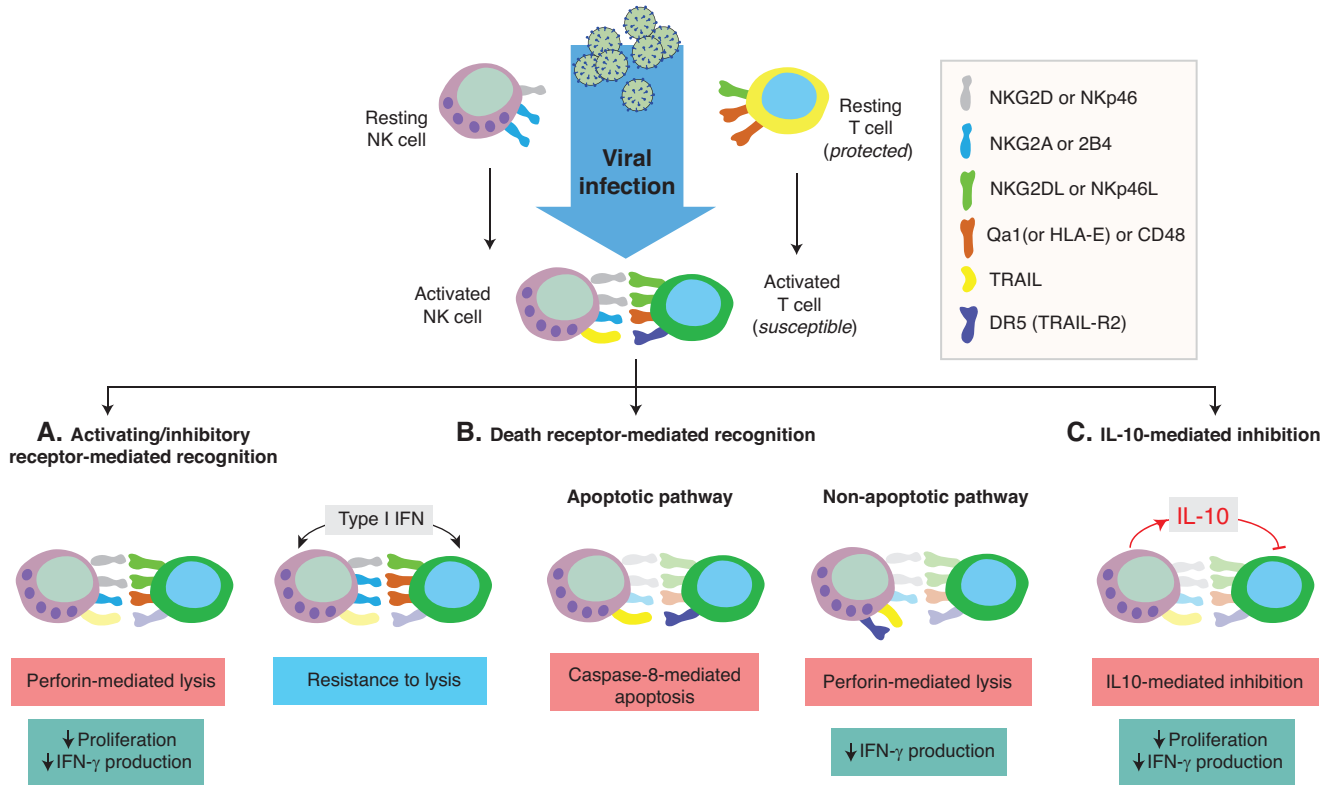 Resting
NK cell
Viral
infection
Resting
T cell
(protected)
NKG2D or NKp46
NKG2A or 2B4
NKG2DL or NKp46L
Qa1(or HLA-E) or CD48
TRAIL
DR5 (TRAIL-R2)
Activated
NK cell
Activated
T cell
(susceptible)
A. Activating/inhibitory
receptor-mediated recognition
B. Death receptor-mediated recognition
C. IL-10-mediated inhibition
Type I IFN
Apoptotic pathway
Non-apoptotic pathway
IL-10
Perforin-mediated lysis
Resistance to lysis
Caspase-8-mediated
apoptosis
Perforin-mediated lysis
IL10-mediated inhibition
↓Proliferation
↓IFN-γ production
↓IFN-γ production
↓Proliferation
↓IFN-γ production